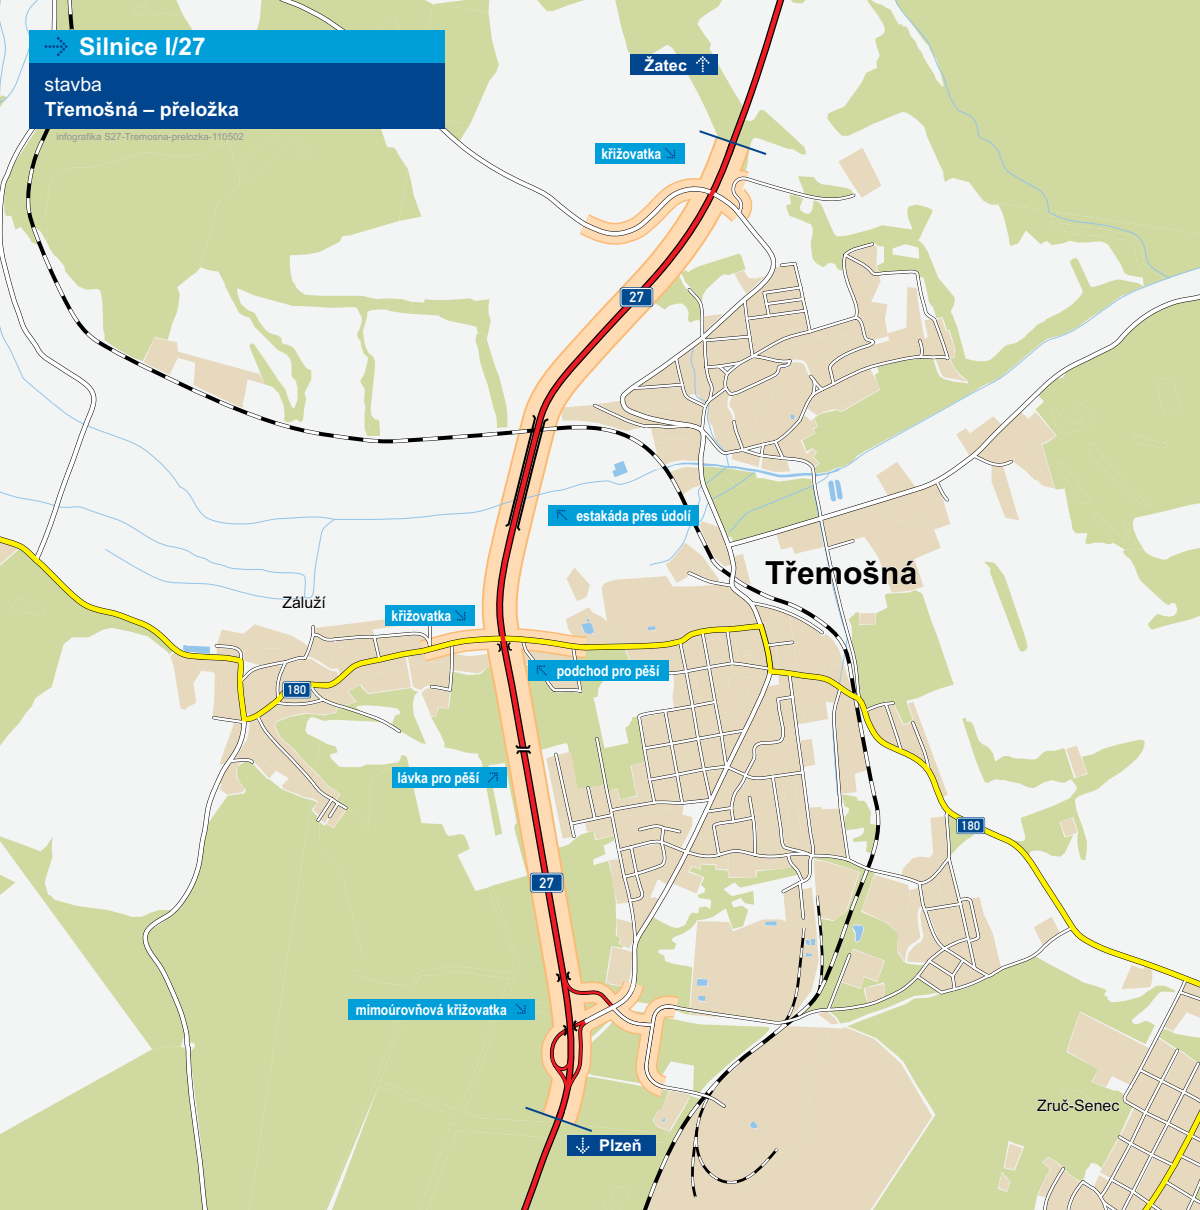 Silnice I/27
stavba
Třemošná – přeložka
infografika S27-Tremosna-prelozka-110502
Žatec
křižovatka
27
estakáda přes údolí
Třemošná
Záluží
křižovatka
podchod pro pěší
180
lávka pro pěší
180
27
mimoúrovňová křižovatka
Zruč-Senec
Plzeň